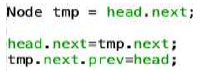 Node tmp = head.next;
head.next=tmp.next;
tmp.next.prev=head;